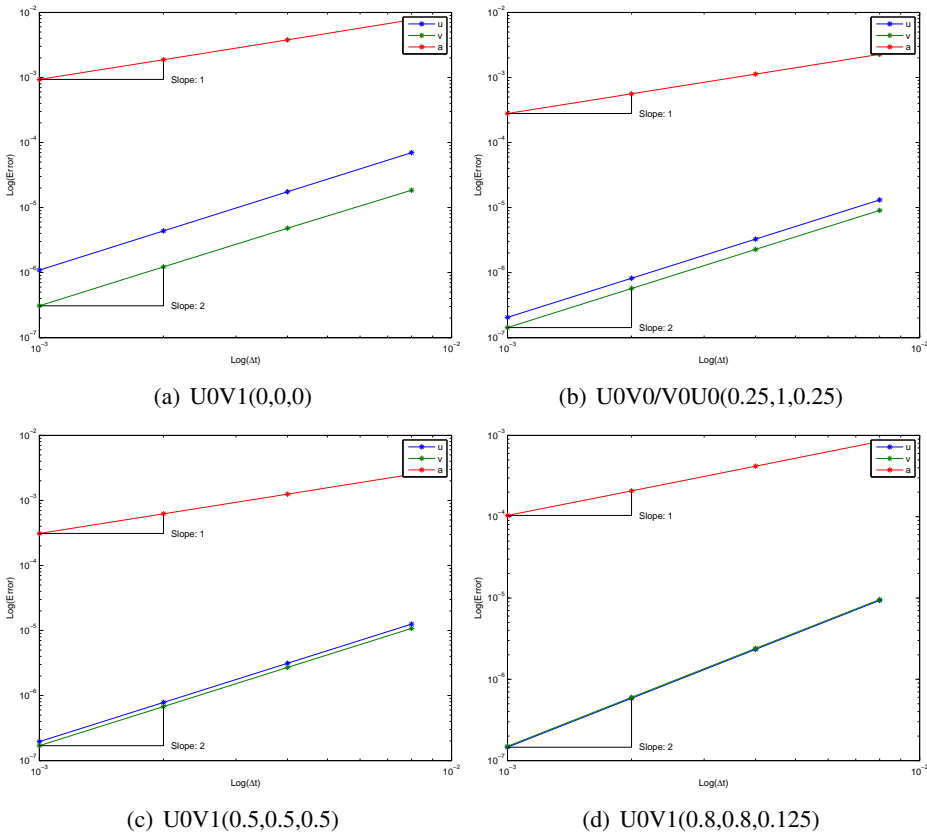 10⁻²
10⁻³
10⁻⁴
10⁻⁵
10⁻⁶
10⁻⁷
Log(Error)
u
v
a
Slope: 1
Slope: 2
10⁻³
10⁻²
Log(Δt)
(a) U0V1(0,0,0)
10⁻²
10⁻³
10⁻⁴
10⁻⁵
10⁻⁶
10⁻⁷
Log(Error)
u
v
a
Slope: 1
Slope: 2
10⁻³
10⁻²
Log(Δt)
(b) U0V0/V0U0(0.25,1,0.25)
10⁻²
10⁻³
10⁻⁴
10⁻⁵
10⁻⁶
10⁻⁷
Log(Error)
u
v
a
Slope: 1
Slope: 2
10⁻³
10⁻²
Log(Δt)
(c) U0V1(0.5,0.5,0.5)
10⁻³
10⁻⁴
10⁻⁵
10⁻⁶
10⁻⁷
Log(Error)
u
v
a
Slope: 1
Slope: 2
10⁻³
10⁻²
Log(Δt)
(d) U0V1(0.8,0.8,0.125)